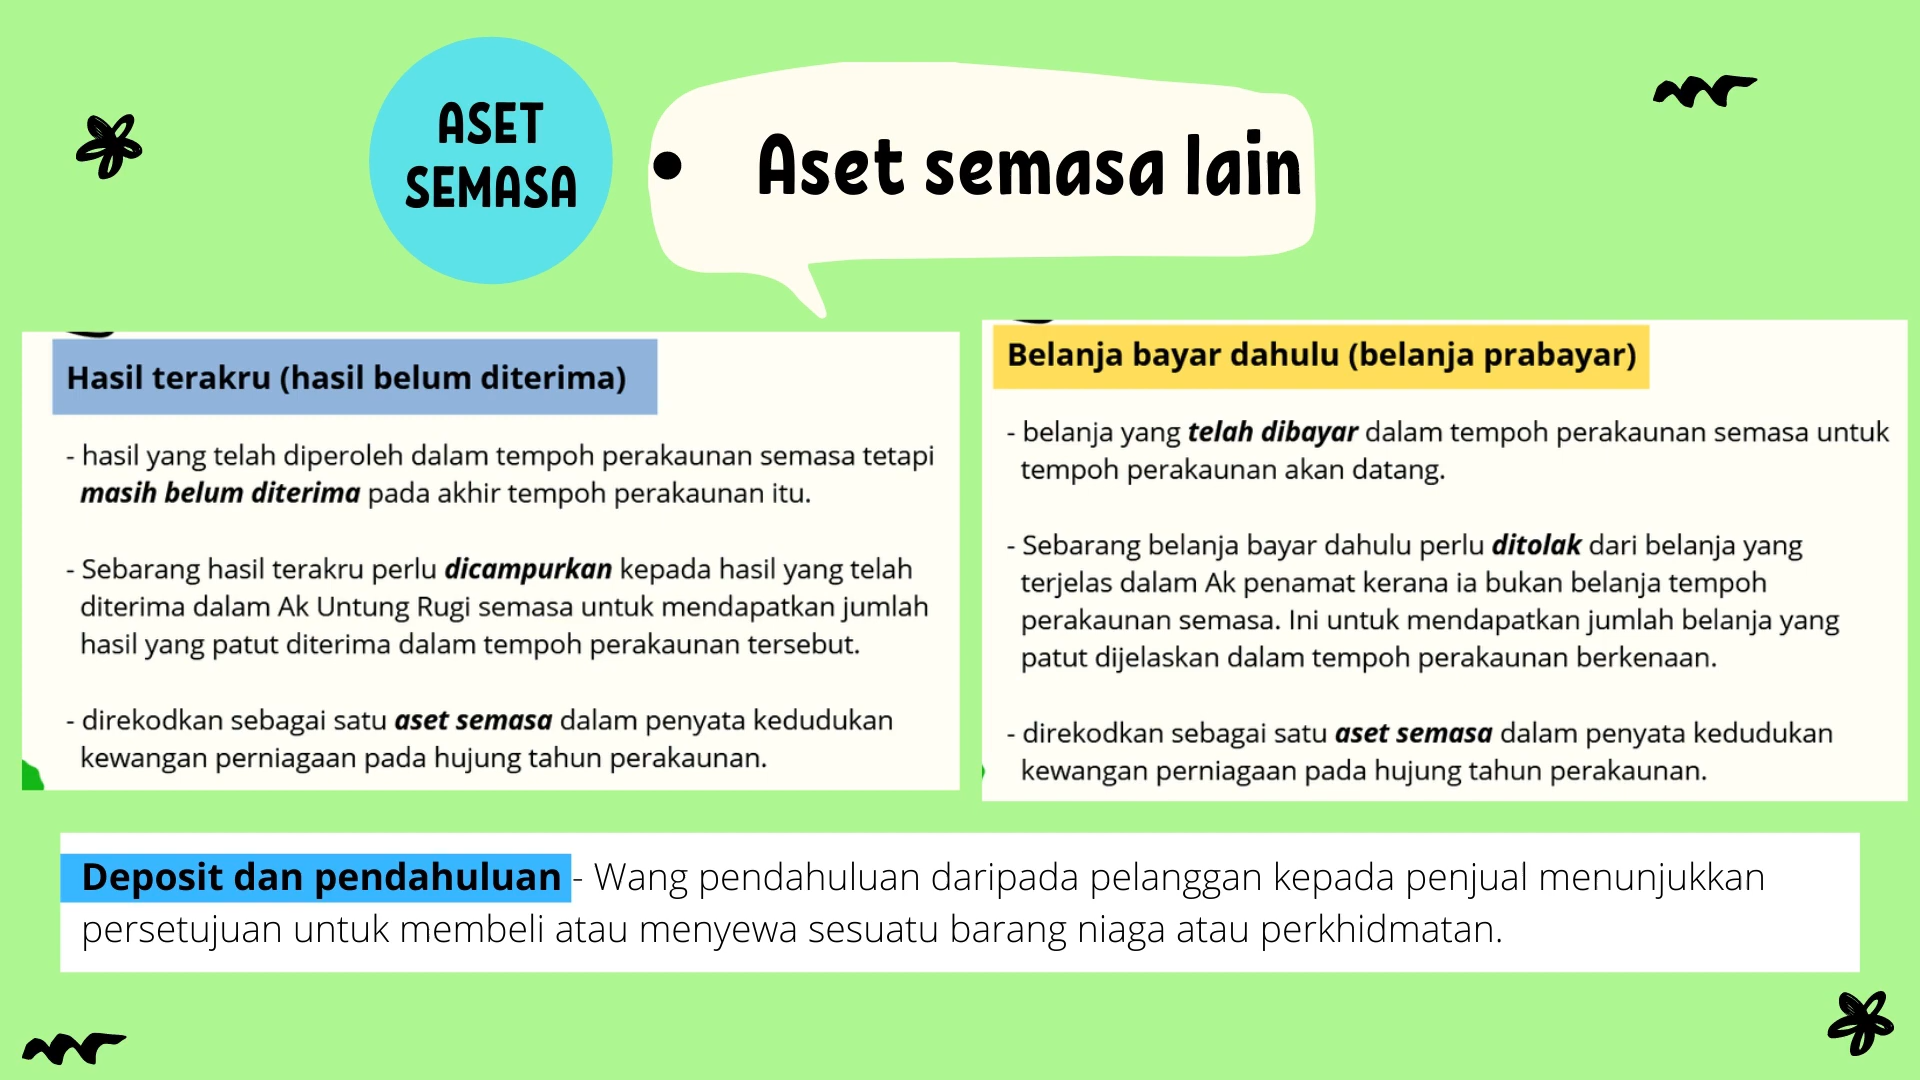 ASET
SEMASA
• Aset semasa lain
Hasil terakru (hasil belum diterima)
- hasil yang telah diperoleh dalam tempoh perakaunan semasa tetapi
masih belum diterima pada akhir tempoh perakaunan itu.
- Sebarang hasil terakru perlu dicampurkan kepada hasil yang telah
diterima dalam Ak Untung Rugi semasa untuk mendapatkan jumlah
hasil yang patut diterima dalam tempoh perakaunan tersebut.
- direkodkan sebagai satu aset semasa dalam penyata kedudukan
kewangan perniagaan pada hujung tahun perakaunan.
Belanja bayar dahulu (belanja prabayar)
- belanja yang telah dibayar dalam tempoh perakaunan semasa untuk
tempoh perakaunan akan datang.
- Sebarang belanja bayar dahulu perlu ditolak dari belanja yang
terjelas dalam Ak penamat kerana ia bukan belanja tempoh
perakaunan semasa. Ini untuk mendapatkan jumlah belanja yang
patut dijelaskan dalam tempoh perakaunan berkenaan.
- direkodkan sebagai satu aset semasa dalam penyata kedudukan
kewangan perniagaan pada hujung tahun perakaunan.
Deposit dan pendahuluan - Wang pendahuluan daripada pelanggan kepada penjual menunjukkan
persetujuan untuk membeli atau menyewa sesuatu barang niaga atau perkhidmatan.